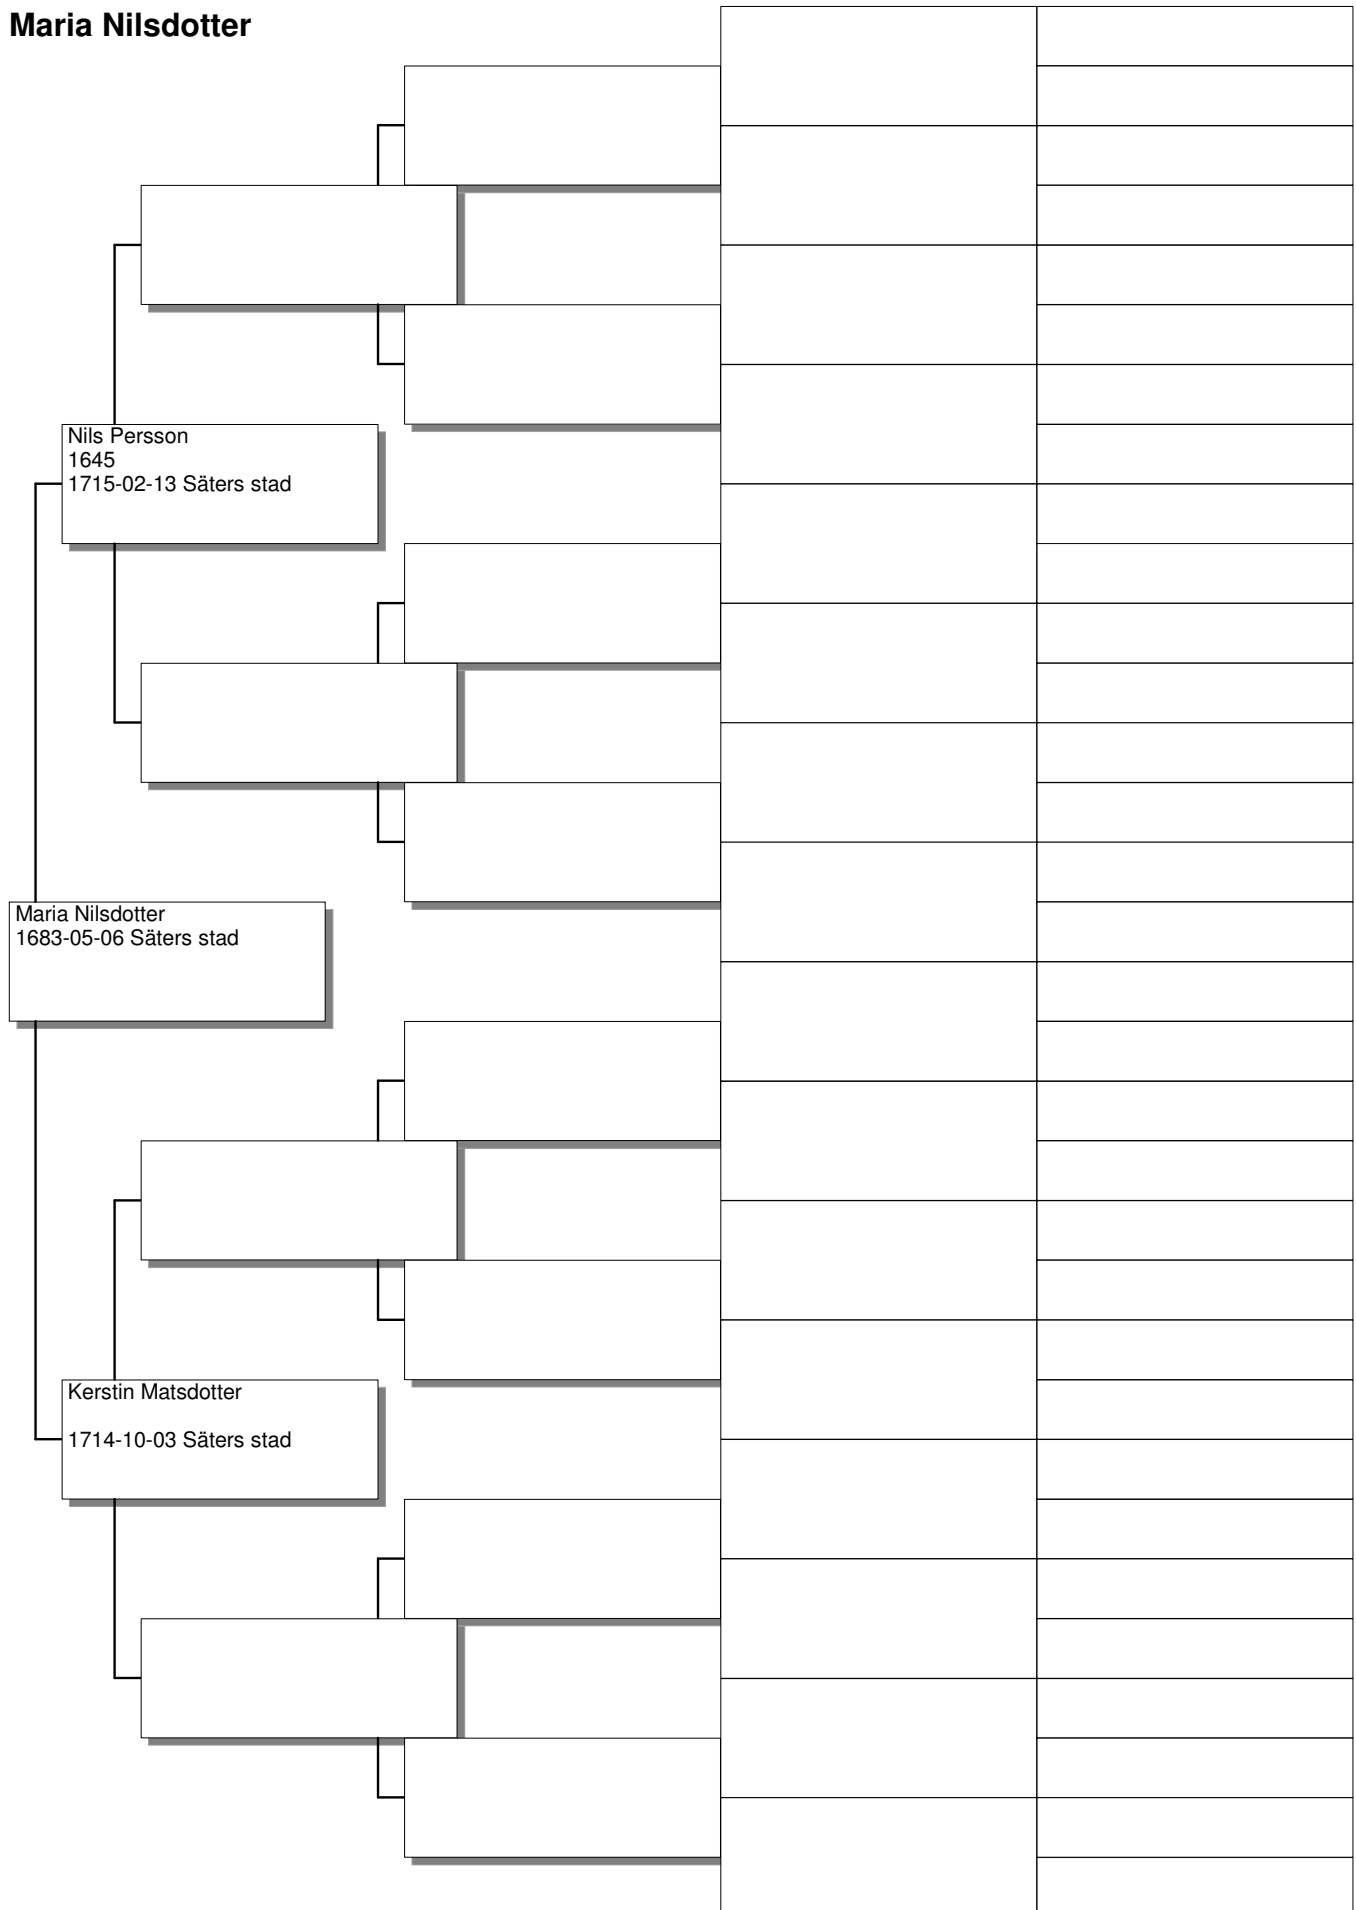 Maria Nilsdotter
Nils Persson
1645
1715-02-13 Säters stad
Maria Nilsdotter
1683-05-06 Säters stad
Kerstin Matsdotter
1714-10-03 Säters stad